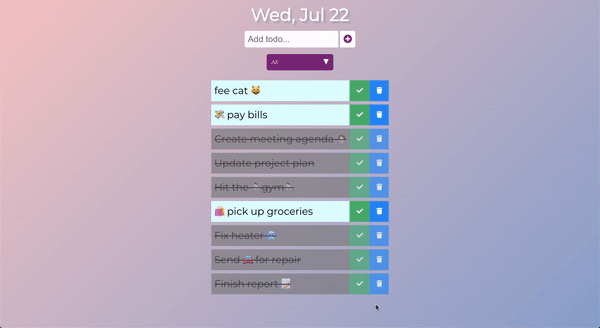 Wed, Jul 22
Add todo...
All
fee cat 😺
💸 pay bills
Create meeting agenda
Update project plan
Hit the gym
🛍️ pick up groceries
Fix heater
Send for repair
Finish report